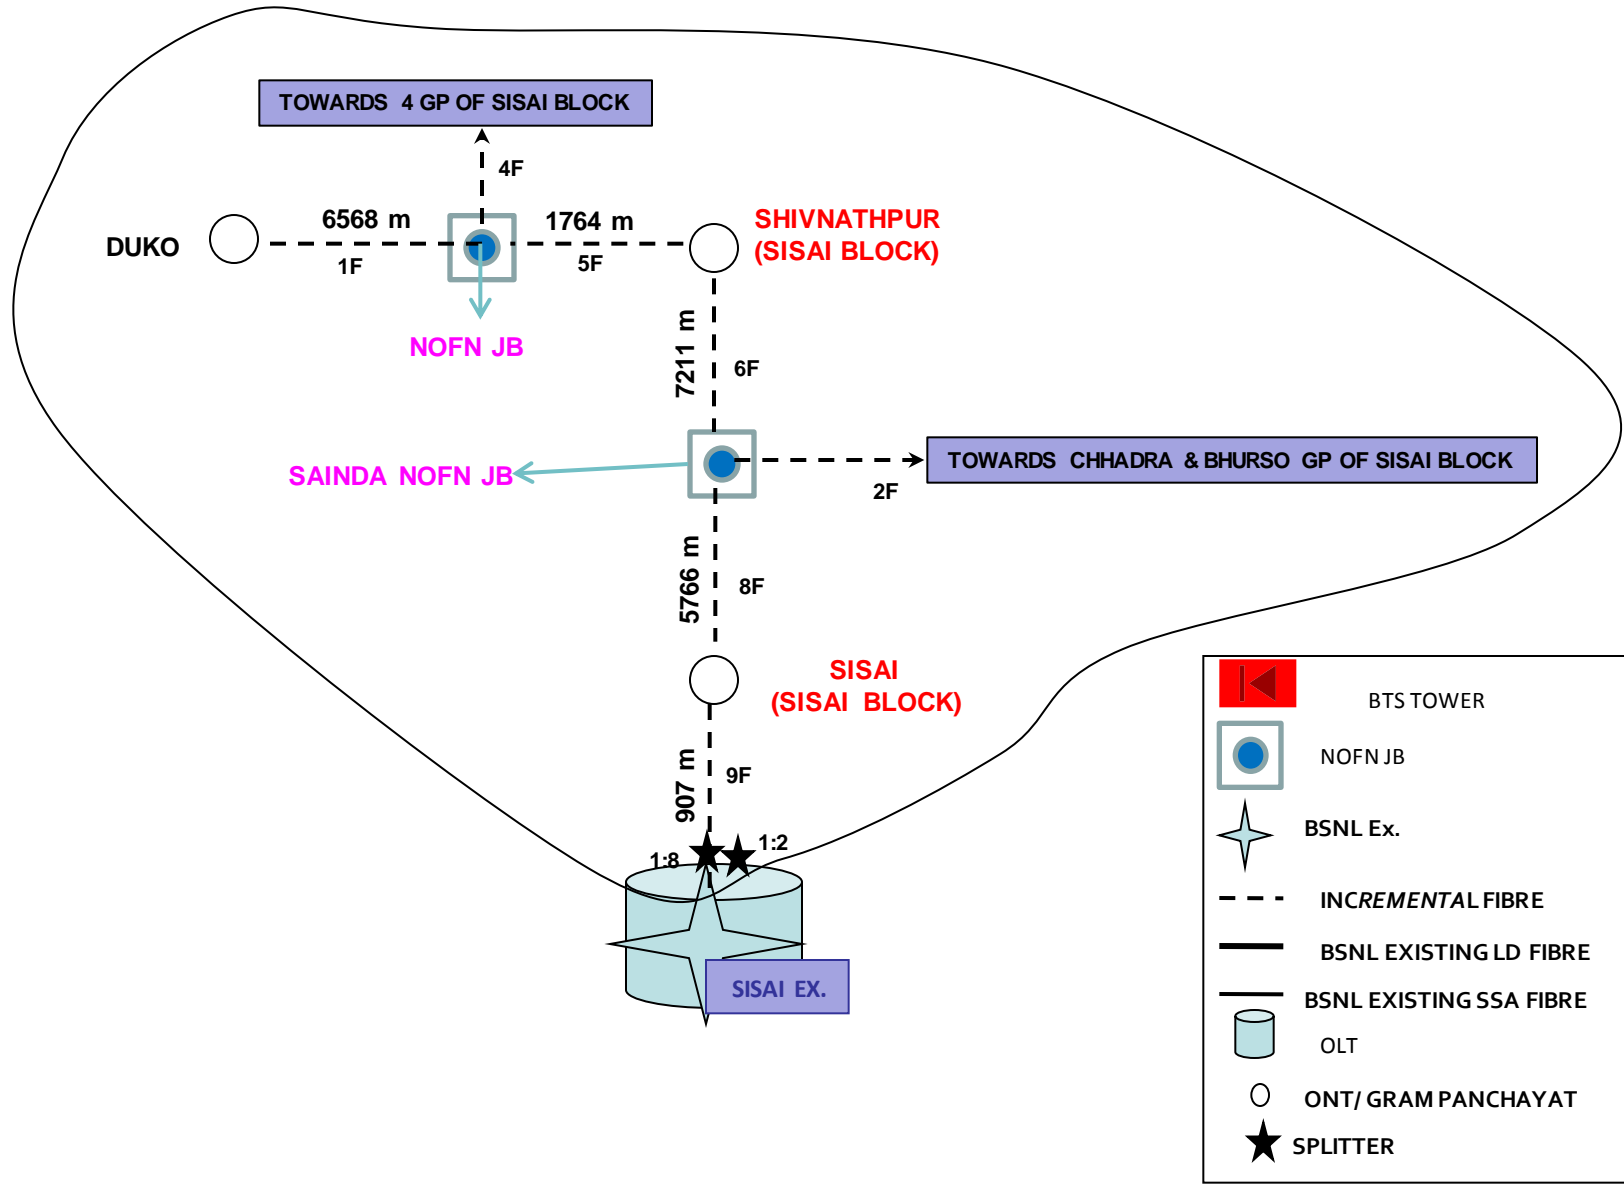 TOWARDS 4 GP OF SISAI BLOCK
4F
6568 m
1764 m
SHIVNATHPUR
(SISAI BLOCK)
DUKO
1F
5F
NOFN JB
7211 m
6F
TOWARDS CHHADRA & BHURSO GP OF SISAI BLOCK
SAINDA NOFN JB
2F
5766 m
8F
SISAI
(SISAI BLOCK)
907 m
9F
1:8
1:2
SISAI EX.
BTS TOWER
NOFN JB
BSNL Ex.
INCREMENTAL FIBRE
BSNL EXISTING LD FIBRE
BSNL EXISTING SSA FIBRE
OLT
ONT/ GRAM PANCHAYAT
SPLITTER